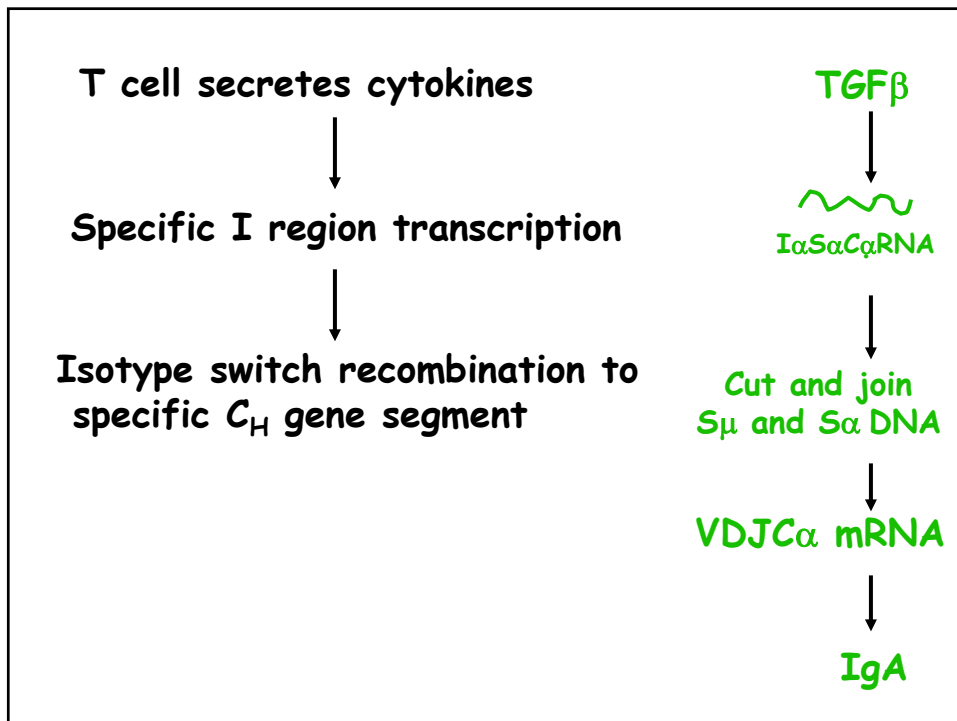 T cell secretes cytokines
Specific I region transcription
Isotype switch recombination to
specific C_H gene segment
TGFβ
IαSαCαRNA
Cut and join
Sμ and Sα DNA
VDJCα mRNA
IgA